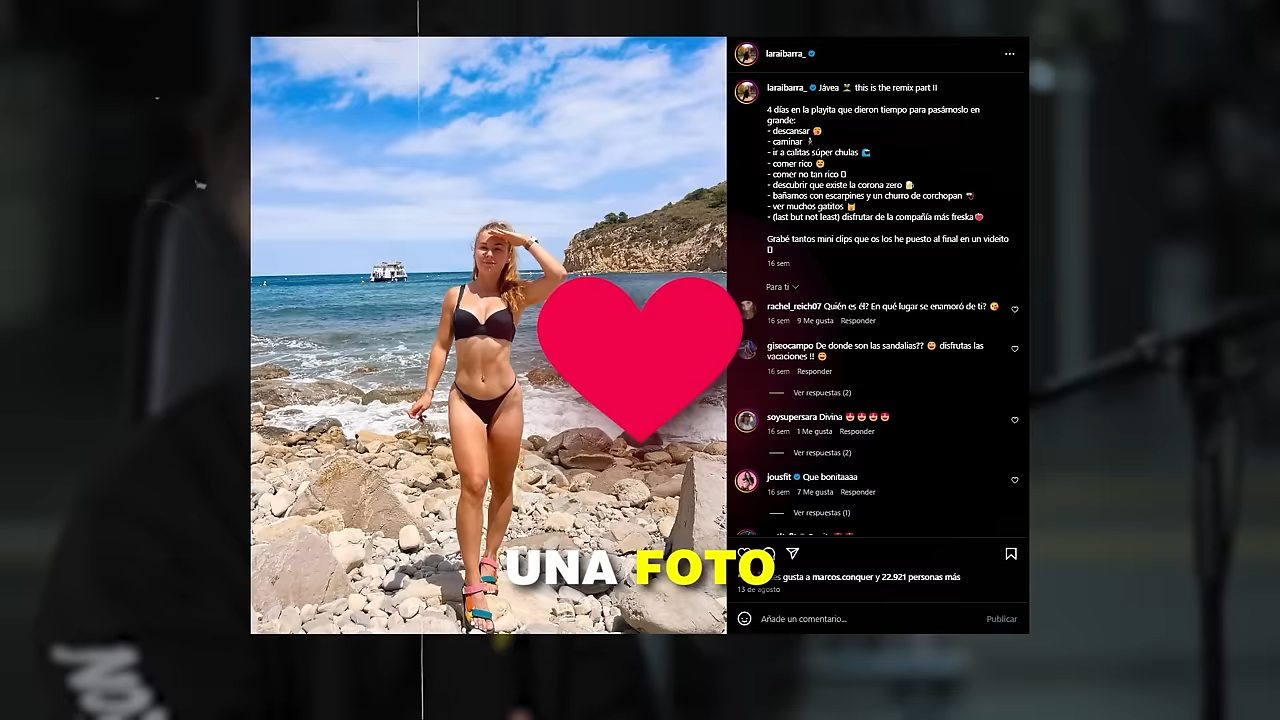 laraibarra_
laraibarra_ Jávea this is the remix part II
4 días en la playita que dieron tiempo para pasárnoslo en
grande:
- descansar
- caminar
- ir a calitas súper chulas
- comer rico
- comer no tan rico
- descubrir que existe la corona zero
- bañarnos con escarpines y un churro de corchopan
- ver muchos gatitos
- (last but not least) disfrutar de la compañía más freska
Grabé tantos mini clips que os los he puesto al final en un videito
16 sem
Para ti
rachel_reich07 Quién es él? En qué lugar se enamoró de ti?
16 sem 9 Me gusta Responder
giseocampo De donde son las sandalias?? disfrutas las
vacaciones !!
16 sem Responder
Ver respuestas (2)
soysupersara Divina
16 sem 1 Me gusta Responder
Ver respuestas (2)
jousfit Que bonitaaaa
16 sem 7 Me gusta Responder
Ver respuestas (1)
UNA FOTO
es gusta a marcos.conquer y 22.921 personas más
13 de agosto
Añade un comentario...
Publicar